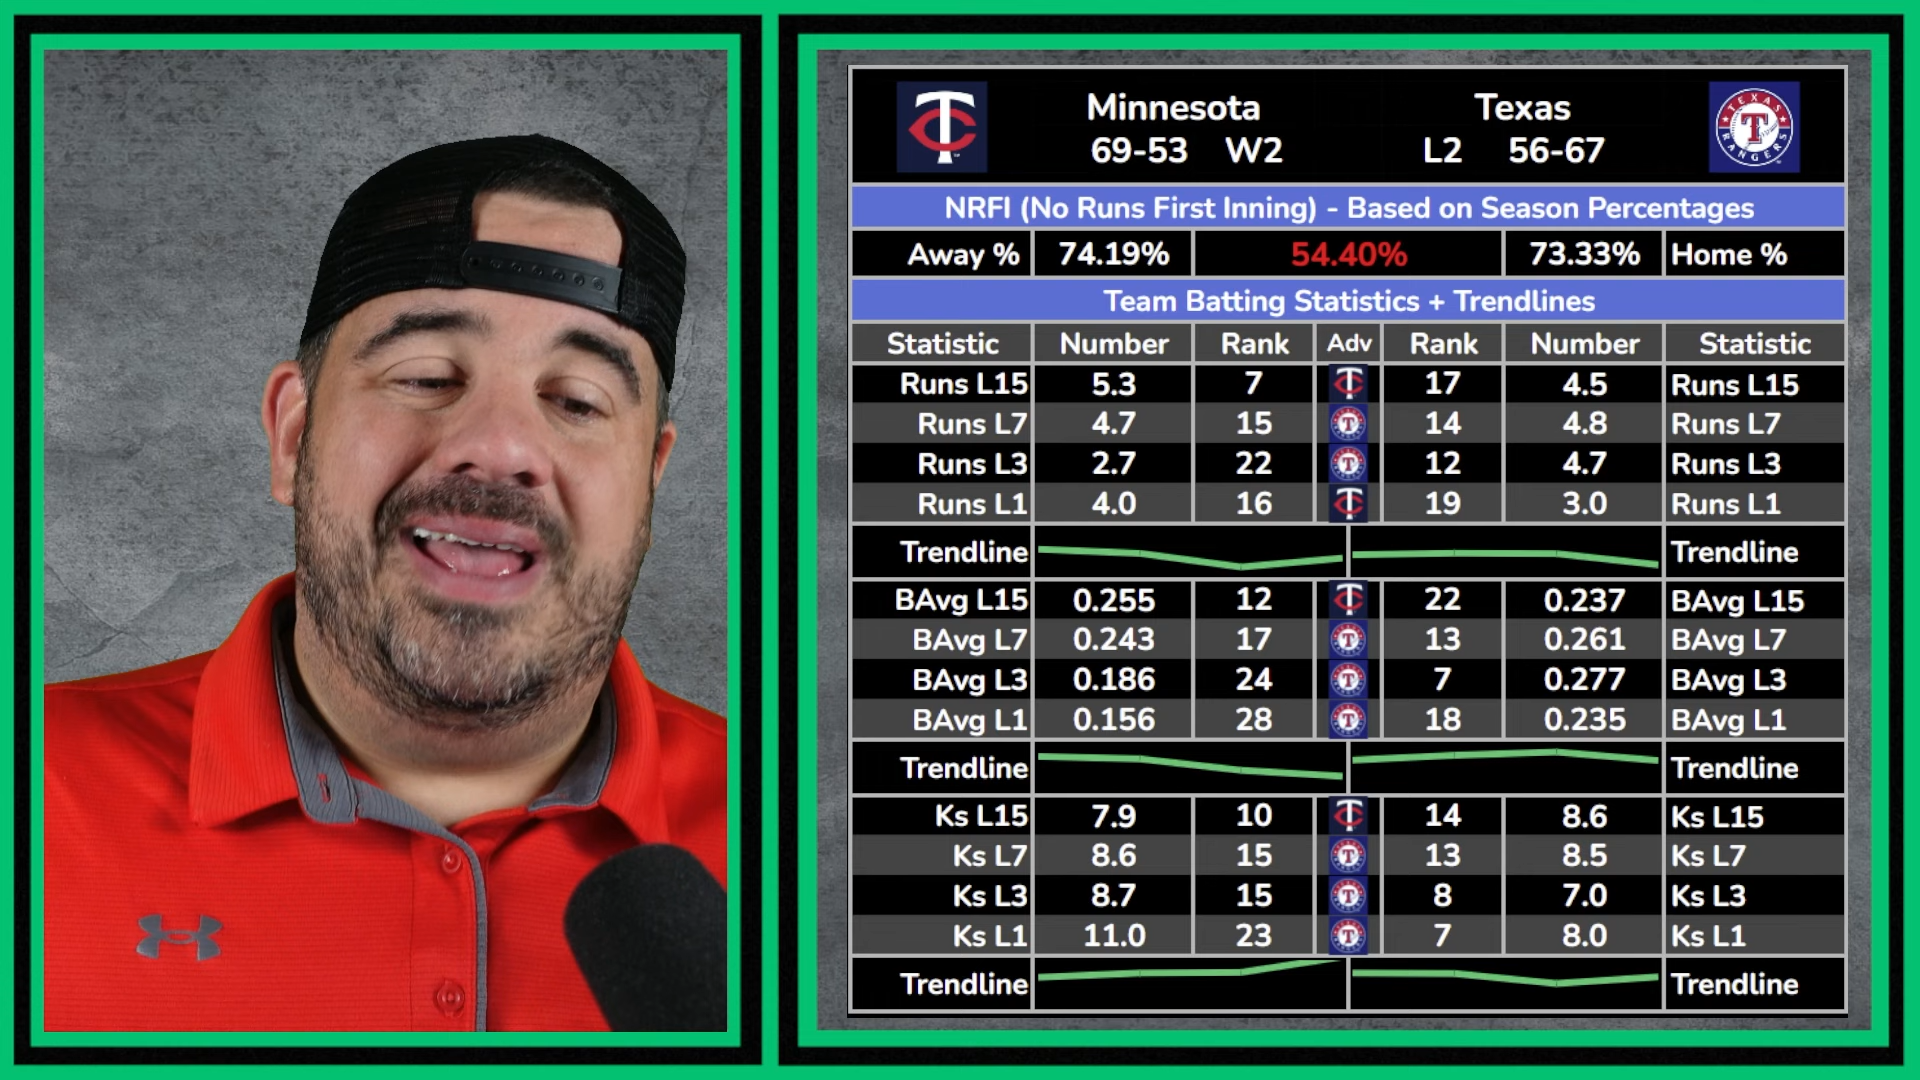 Minnesota Texas
69-53 W2 L2 56-67
NRFI (No Runs First Inning) - Based on Season Percentages
Away % 74.19% 54.40% 73.33% Home %
Team Batting Statistics + Trendlines
Statistic Number Rank Adv Rank Number Statistic
Runs L15 5.3 7 17 4.5 Runs L15
Runs L7 4.7 15 14 4.8 Runs L7
Runs L3 2.7 22 12 4.7 Runs L3
Runs L1 4.0 16 19 3.0 Runs L1
Trendline Trendline
BAvg L15 0.255 12 22 0.237 BAvg L15
BAvg L7 0.243 17 13 0.261 BAvg L7
BAvg L3 0.186 24 7 0.277 BAvg L3
BAvg L1 0.156 28 18 0.235 BAvg L1
Trendline Trendline
Ks L15 7.9 10 14 8.6 Ks L15
Ks L7 8.6 15 13 8.5 Ks L7
Ks L3 8.7 15 8 7.0 Ks L3
Ks L1 11.0 23 7 8.0 Ks L1
Trendline Trendline
TEXAS
T
RANGERS